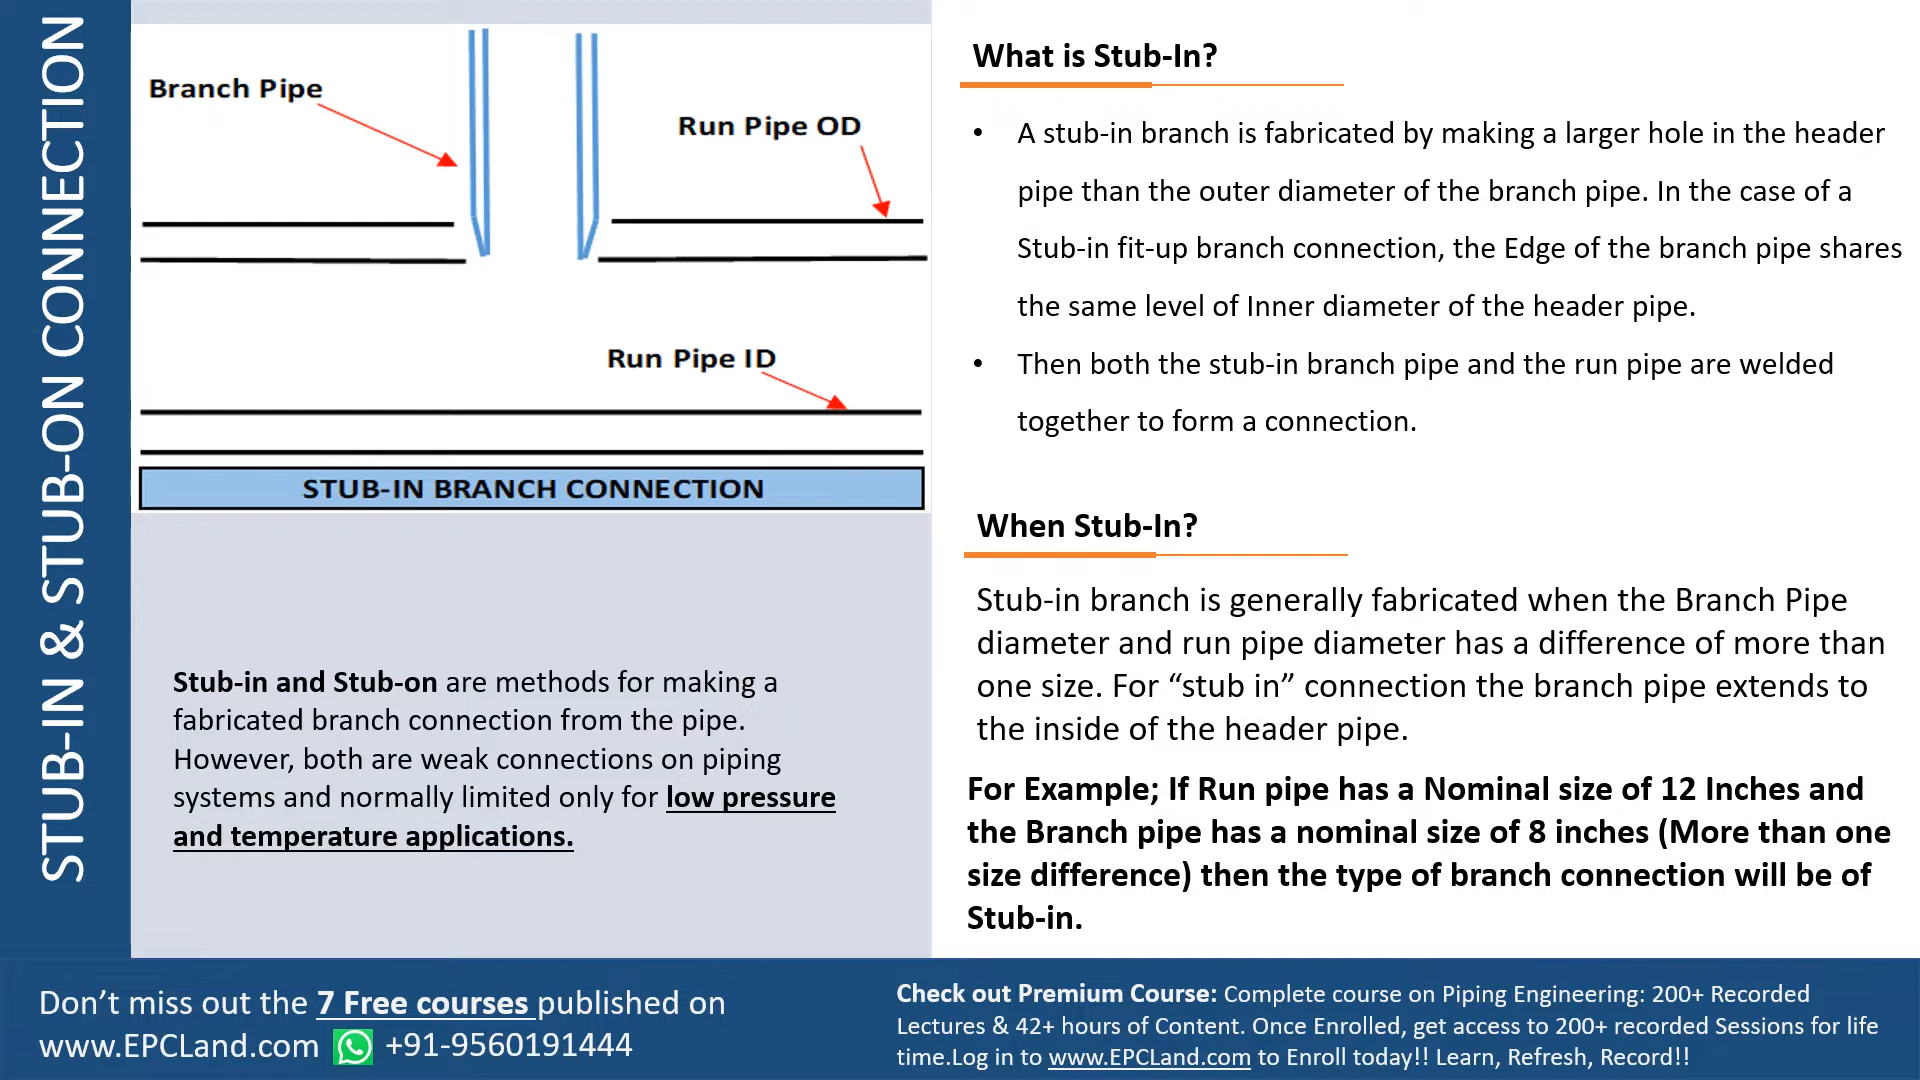 STUB-IN & STUB-ON CONNECTION
Branch Pipe
Run Pipe OD
Run Pipe ID
STUB-IN BRANCH CONNECTION
Stub-in and Stub-on are methods for making a
fabricated branch connection from the pipe.
However, both are weak connections on piping
systems and normally limited only for low pressure
and temperature applications.
What is Stub-In?
• A stub-in branch is fabricated by making a larger hole in the header
pipe than the outer diameter of the branch pipe. In the case of a
Stub-in fit-up branch connection, the Edge of the branch pipe shares
the same level of Inner diameter of the header pipe.
• Then both the stub-in branch pipe and the run pipe are welded
together to form a connection.
When Stub-In?
Stub-in branch is generally fabricated when the Branch Pipe
diameter and run pipe diameter has a difference of more than
one size. For “stub in” connection the branch pipe extends to
the inside of the header pipe.
For Example; If Run pipe has a Nominal size of 12 Inches and
the Branch pipe has a nominal size of 8 inches (More than one
size difference) then the type of branch connection will be of
Stub-in.
Don’t miss out the 7 Free courses published on
www.EPCLand.com +91-9560191444
Check out Premium Course: Complete course on Piping Engineering: 200+ Recorded
Lectures & 42+ hours of Content. Once Enrolled, get access to 200+ recorded Sessions for life
time.Log in to www.EPCLand.com to Enroll today!! Learn, Refresh, Record!!